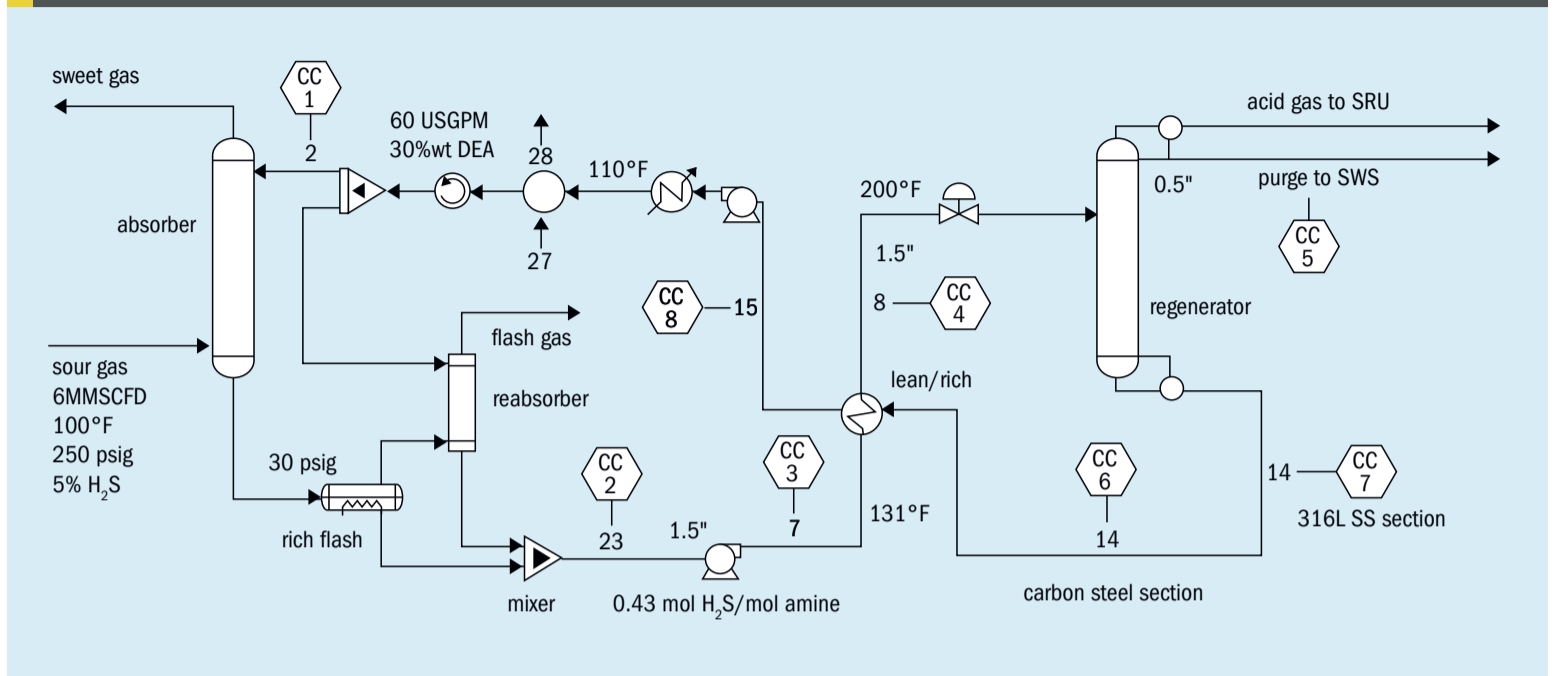 sweet gas
CC
1
2
60 USGPM
30%wt DEA
28
110°F
27
absorber
sour gas
6MMSCFD
100°F
250 psig
5% H₂S
CC
8
15
flash gas
reabsorber
30 psig
rich flash
mixer
CC
2
23
1.5"
0.43 mol H₂S/mol amine
CC
3
7
131°F
lean/rich
200°F
1.5"
8
CC
4
acid gas to SRU
0.5"
purge to SWS
CC
5
regenerator
CC
6
14
carbon steel section
14
CC
7
316L SS section